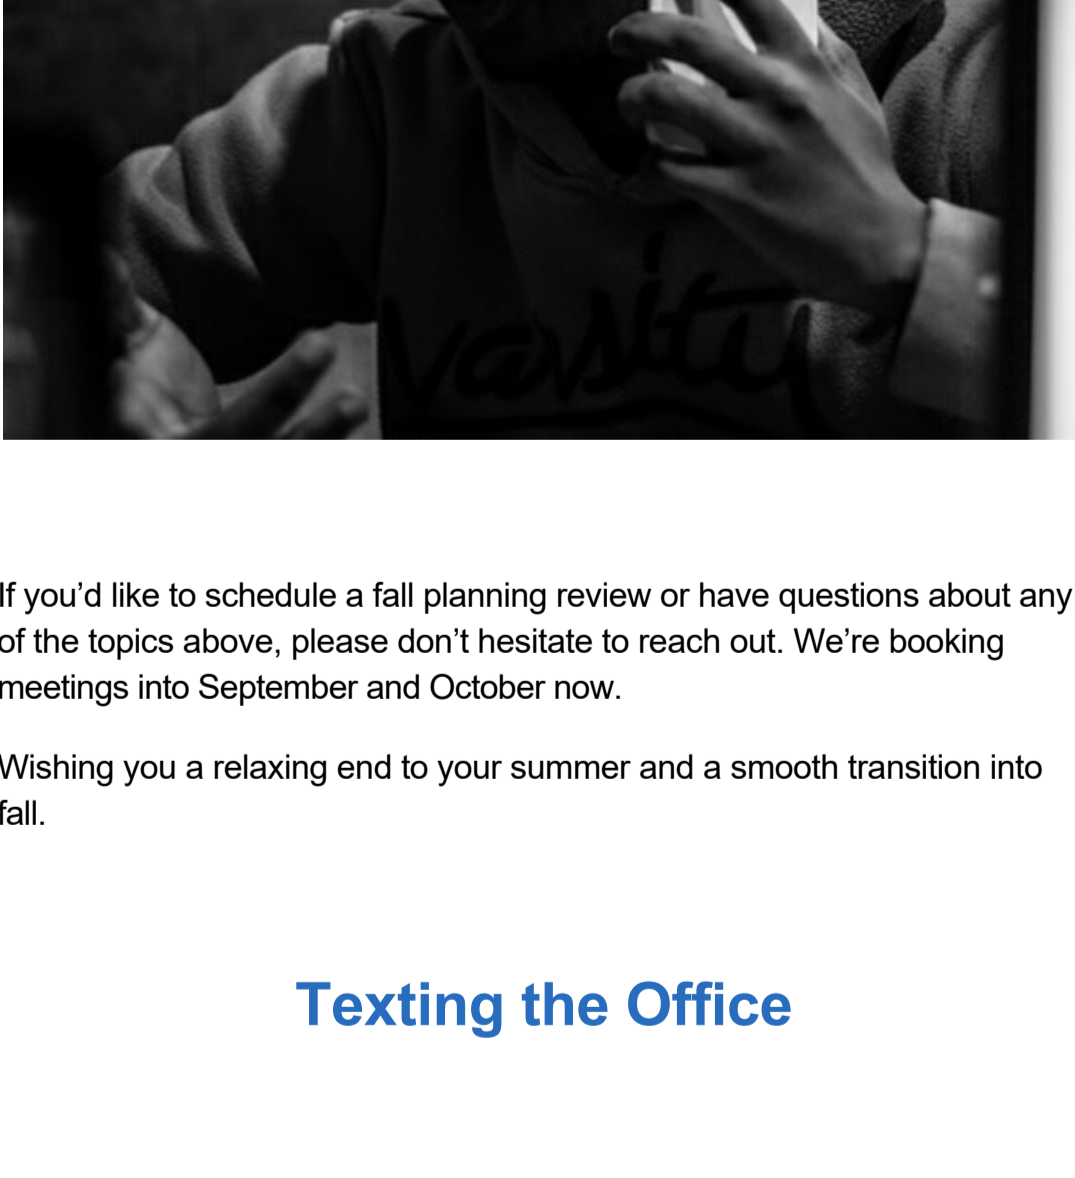 varsity
If you’d like to schedule a fall planning review or have questions about any
of the topics above, please don’t hesitate to reach out. We’re booking
meetings into September and October now.
Wishing you a relaxing end to your summer and a smooth transition into
fall.
Texting the Office